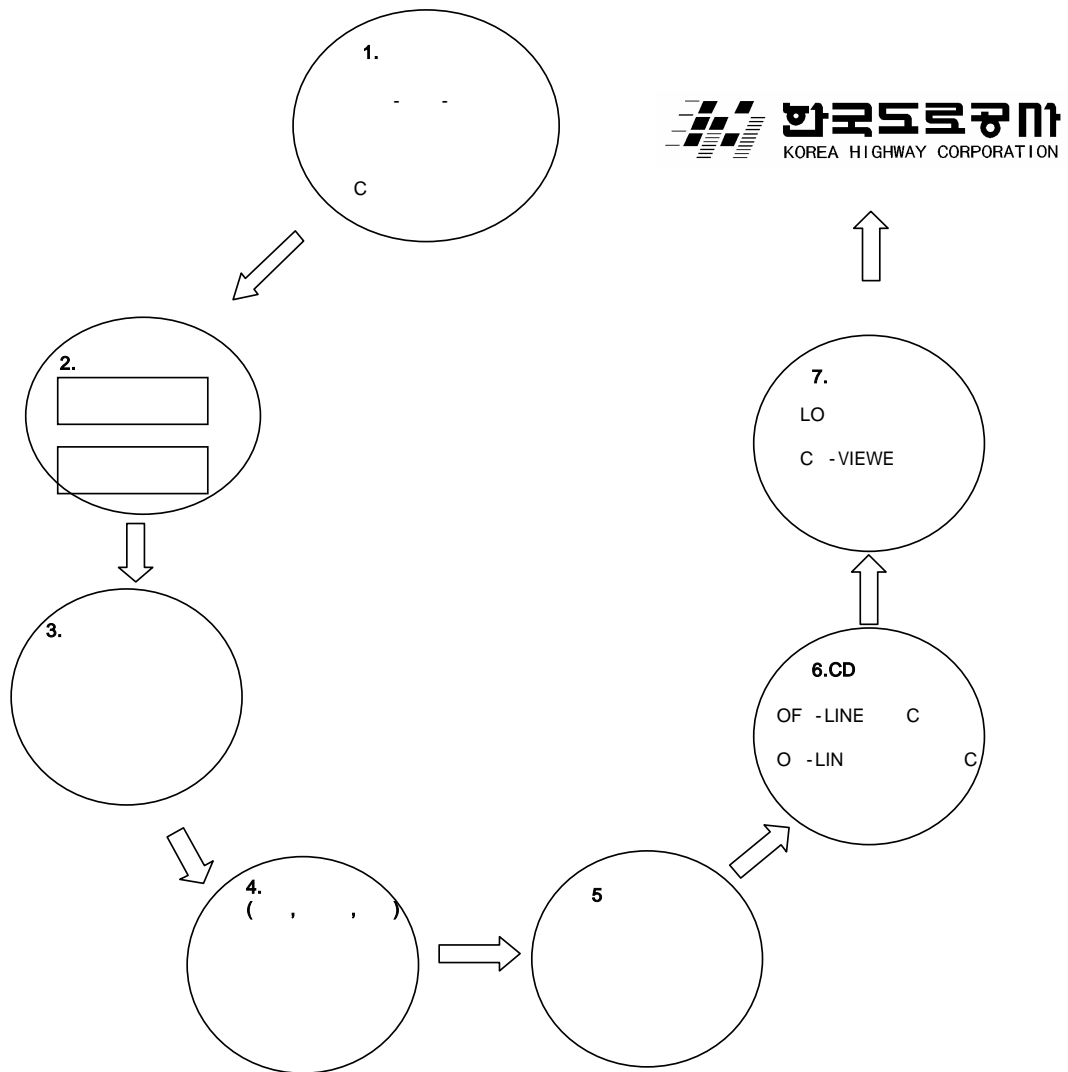 1.
- -
C
한국도로공사
KOREA HIGHWAY CORPORATION
2.
3.
4.
( , , )
5
6.CD
OF -LINE C
O -LIN C
7.
LO
C -VIEWE